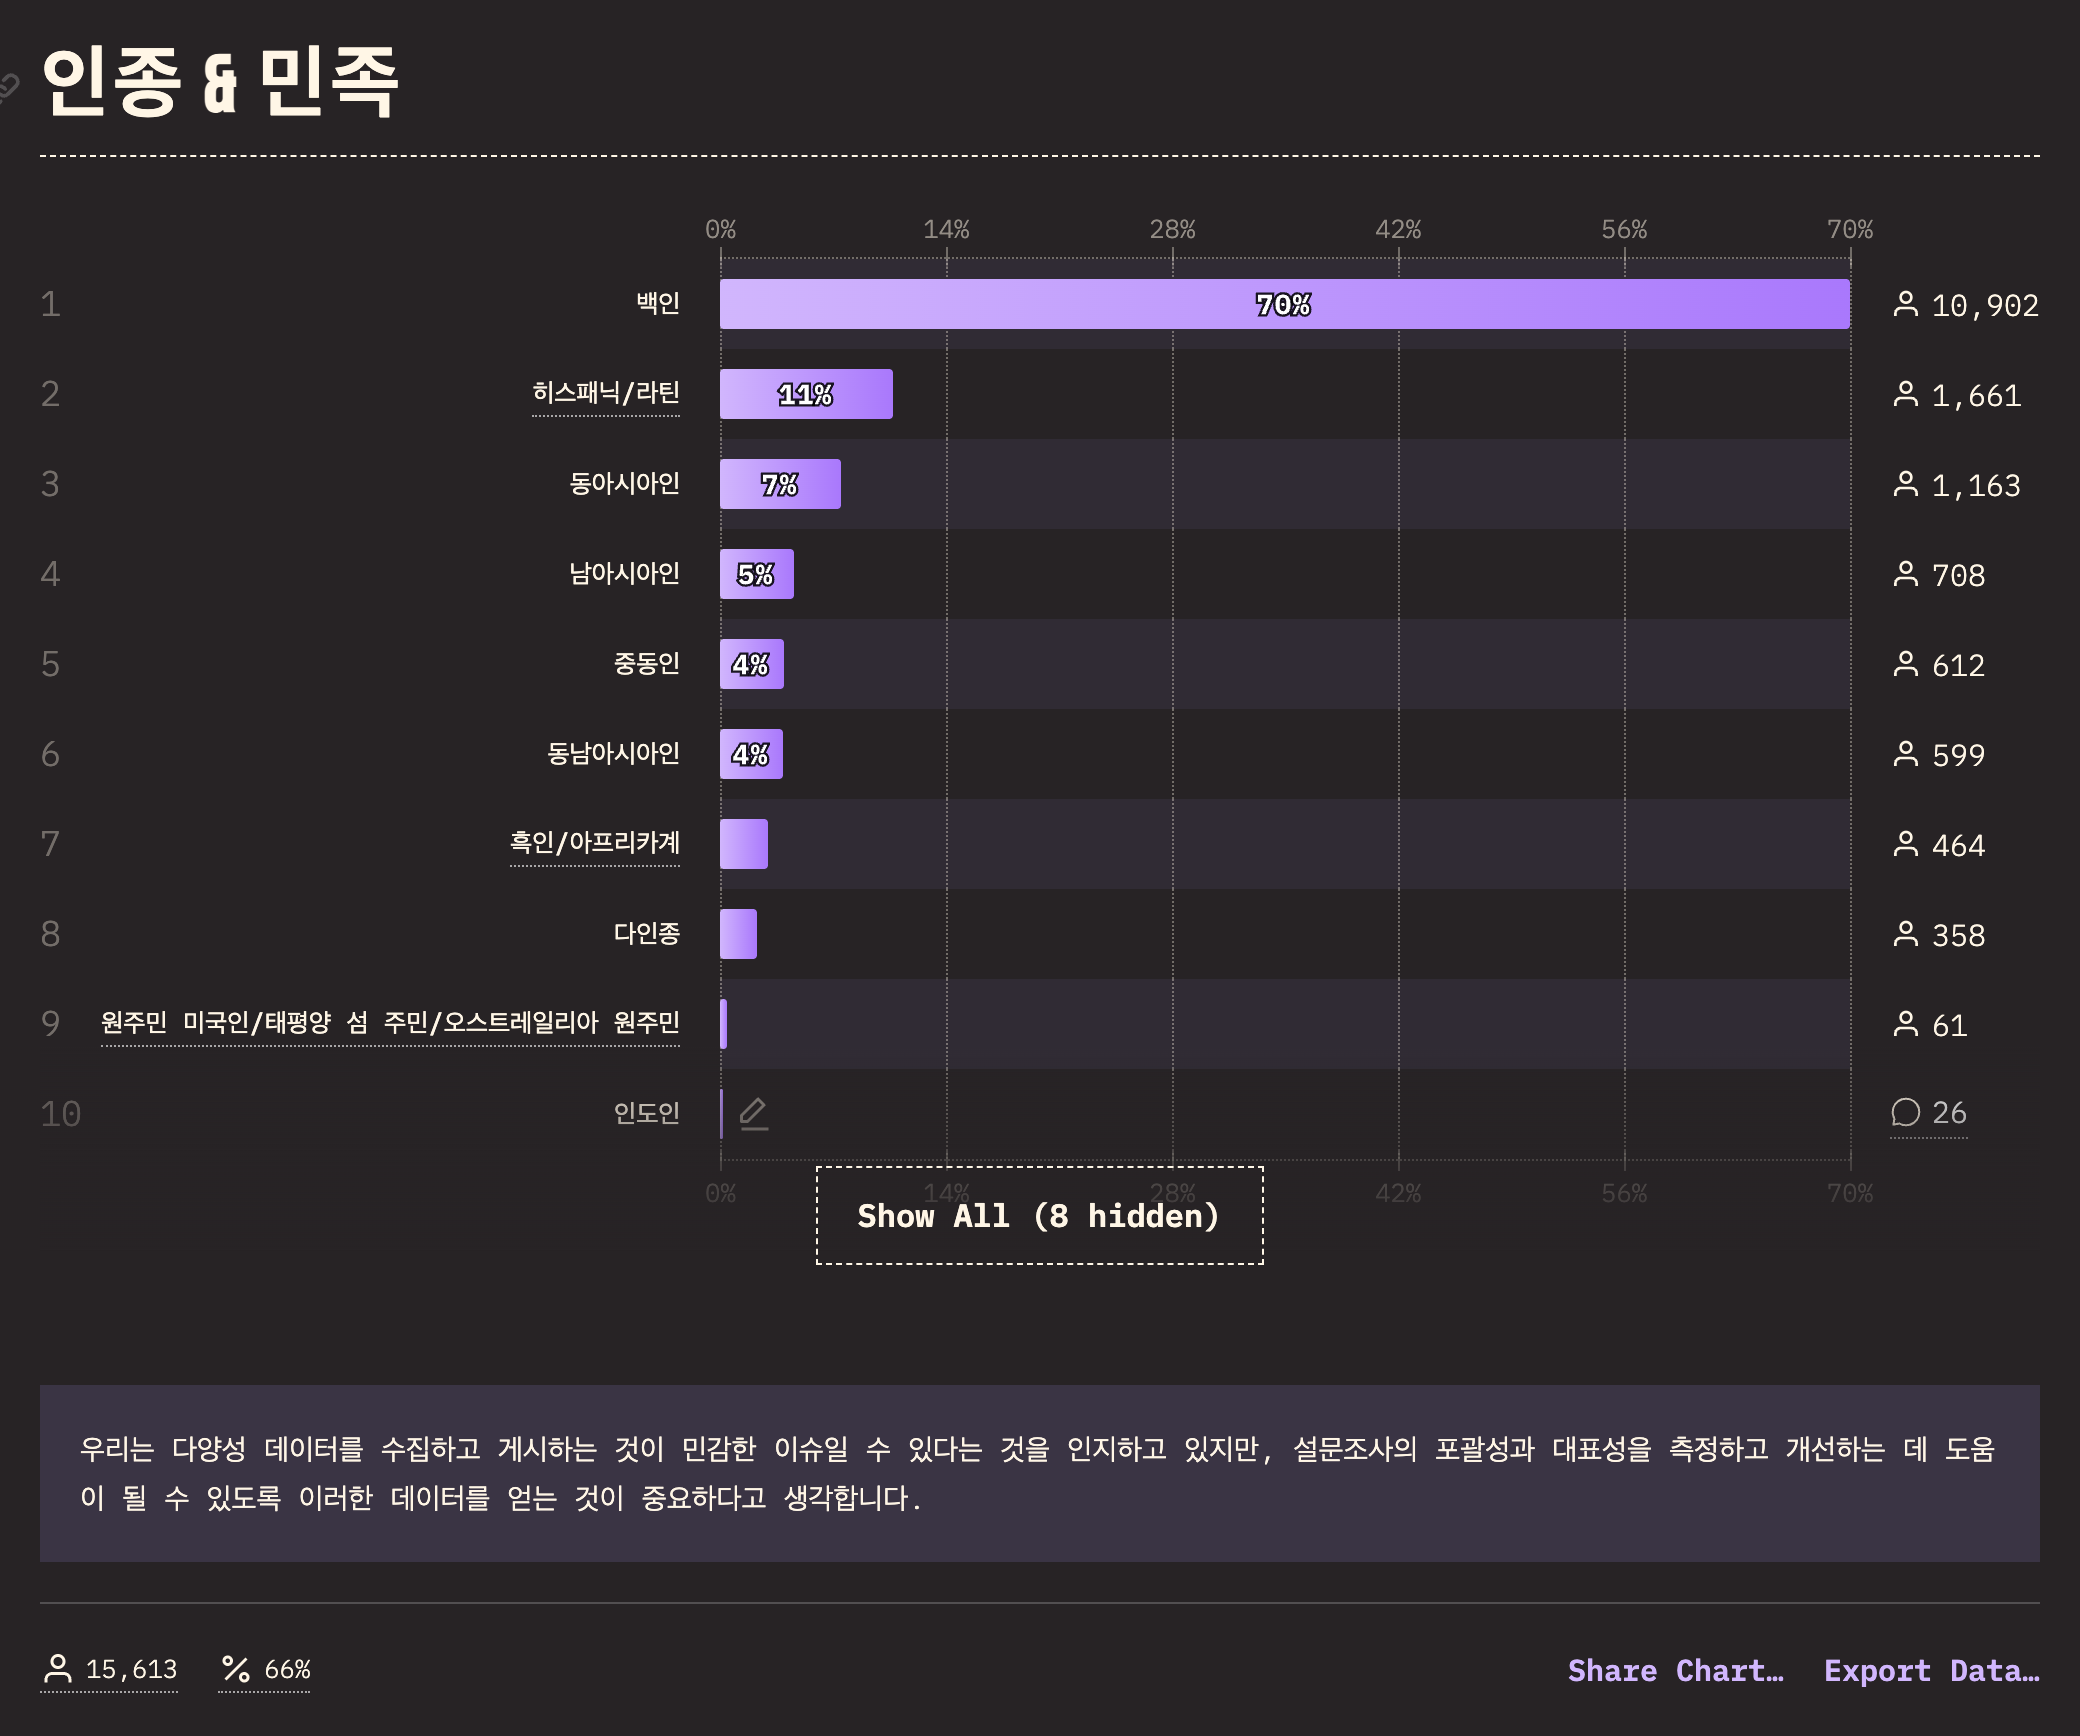 인종 & 민족
0% 14% 28% 42% 56% 70%
1 백인 70% 10,902
2 히스패닉/라틴 11% 1,661
3 동아시아인 7% 1,163
4 남아시아인 5% 708
5 중동인 4% 612
6 동남아시아인 4% 599
7 흑인/아프리카계 464
8 다인종 358
9 원주민 미국인/태평양 섬 주민/오스트레일리아 원주민 61
10 인도인 26
0% 14% 28% 42% 56% 70%
Show All (8 hidden)
우리는 다양성 데이터를 수집하고 게시하는 것이 민감한 이슈일 수 있다는 것을 인지하고 있지만, 설문조사의 포괄성과 대표성을 측정하고 개선하는 데 도움
이 될 수 있도록 이러한 데이터를 얻는 것이 중요하다고 생각합니다.
15,613 % 66% Share Chart… Export Data…